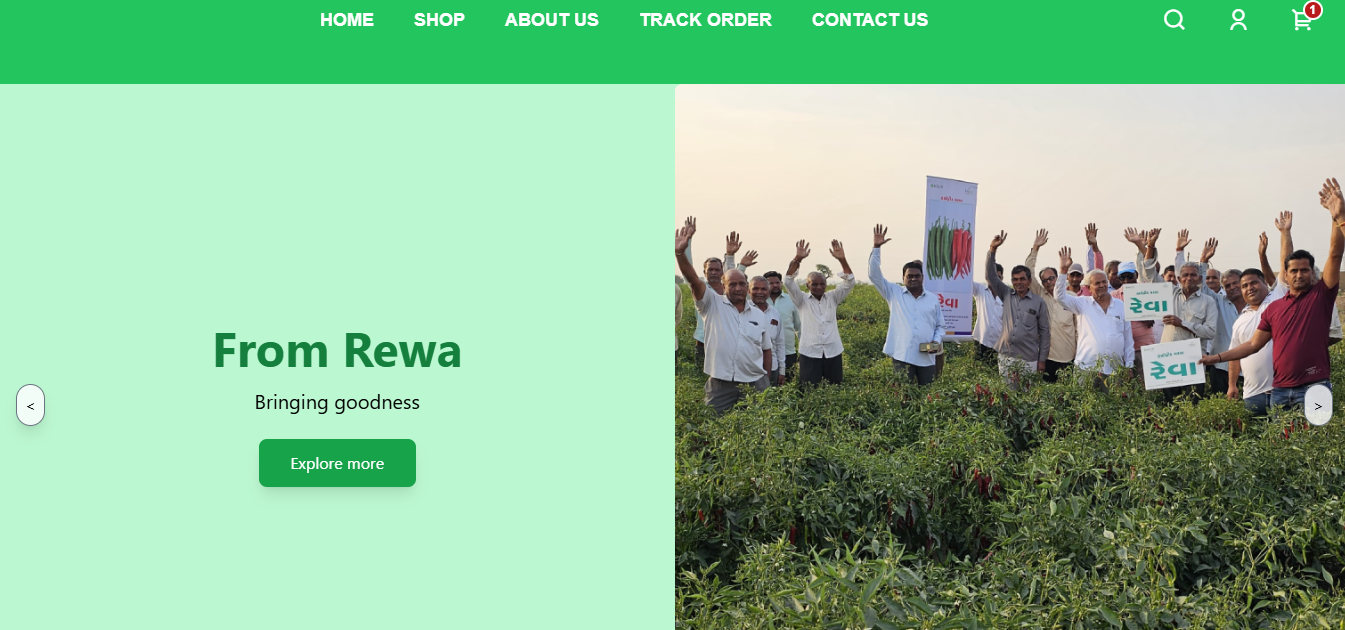 HOME SHOP ABOUT US TRACK ORDER CONTACT US 1
From Rewa
Bringing goodness
Explore more
<
>
રેવા
રેવા
રેવા